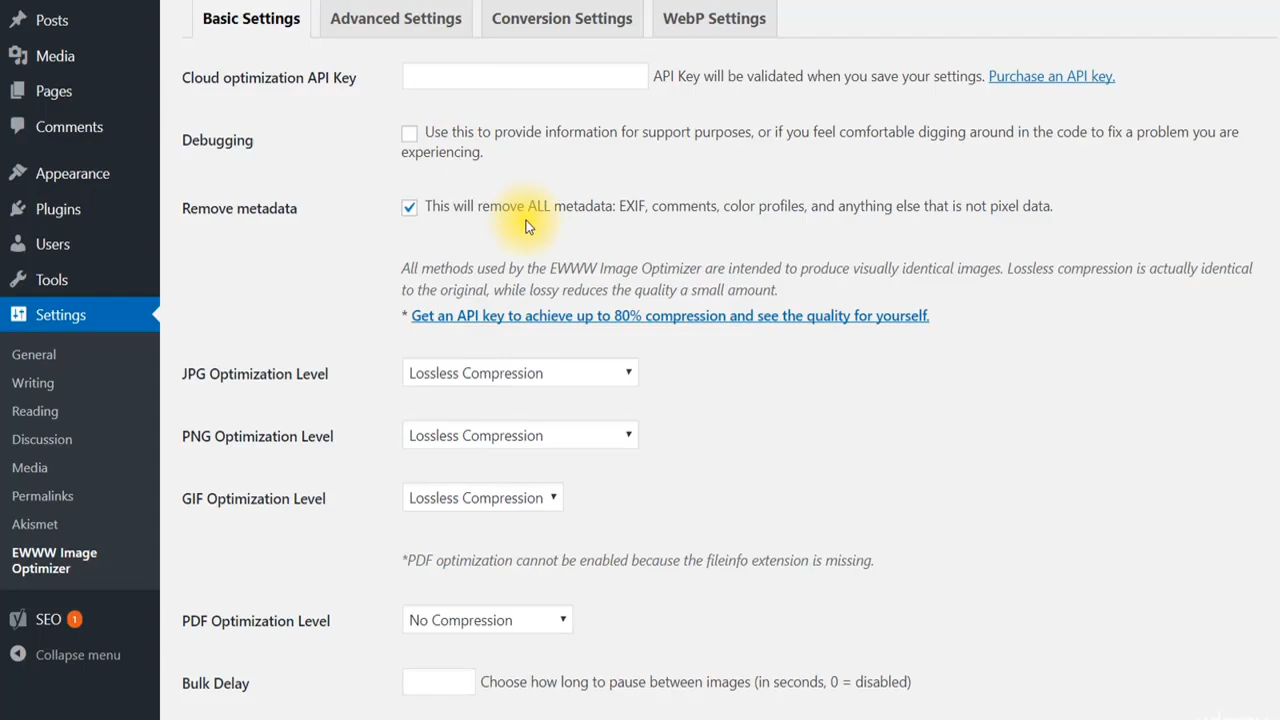 Posts
Media
Pages
Comments
Appearance
Plugins
Users
Tools
Settings
General
Writing
Reading
Discussion
Media
Permalinks
Akismet
EWWW Image
Optimizer
SEO 1
Collapse menu
Basic Settings
Advanced Settings
Conversion Settings
WebP Settings
Cloud optimization API Key
API Key will be validated when you save your settings. Purchase an API key.
Debugging
Use this to provide information for support purposes, or if you feel comfortable digging around in the code to fix a problem you are
experiencing.
Remove metadata
This will remove ALL metadata: EXIF, comments, color profiles, and anything else that is not pixel data.
All methods used by the EWWW Image Optimizer are intended to produce visually identical images. Lossless compression is actually identical
to the original, while lossy reduces the quality a small amount.
* Get an API key to achieve up to 80% compression and see the quality for yourself.
JPG Optimization Level
Lossless Compression
PNG Optimization Level
Lossless Compression
GIF Optimization Level
Lossless Compression
*PDF optimization cannot be enabled because the fileinfo extension is missing.
PDF Optimization Level
No Compression
Bulk Delay
Choose how long to pause between images (in seconds, 0 = disabled)